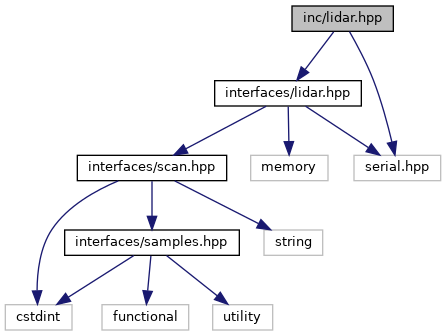 inc/lidar.hpp
interfaces/lidar.hpp
interfaces/scan.hpp
memory
serial.hpp
interfaces/samples.hpp
string
cstdint
functional
utility